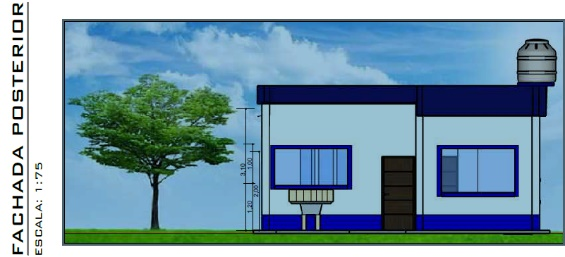 FACHADA POSTERIOR
ESCALA: 1:75
3,10
1,00
2,00
1,20